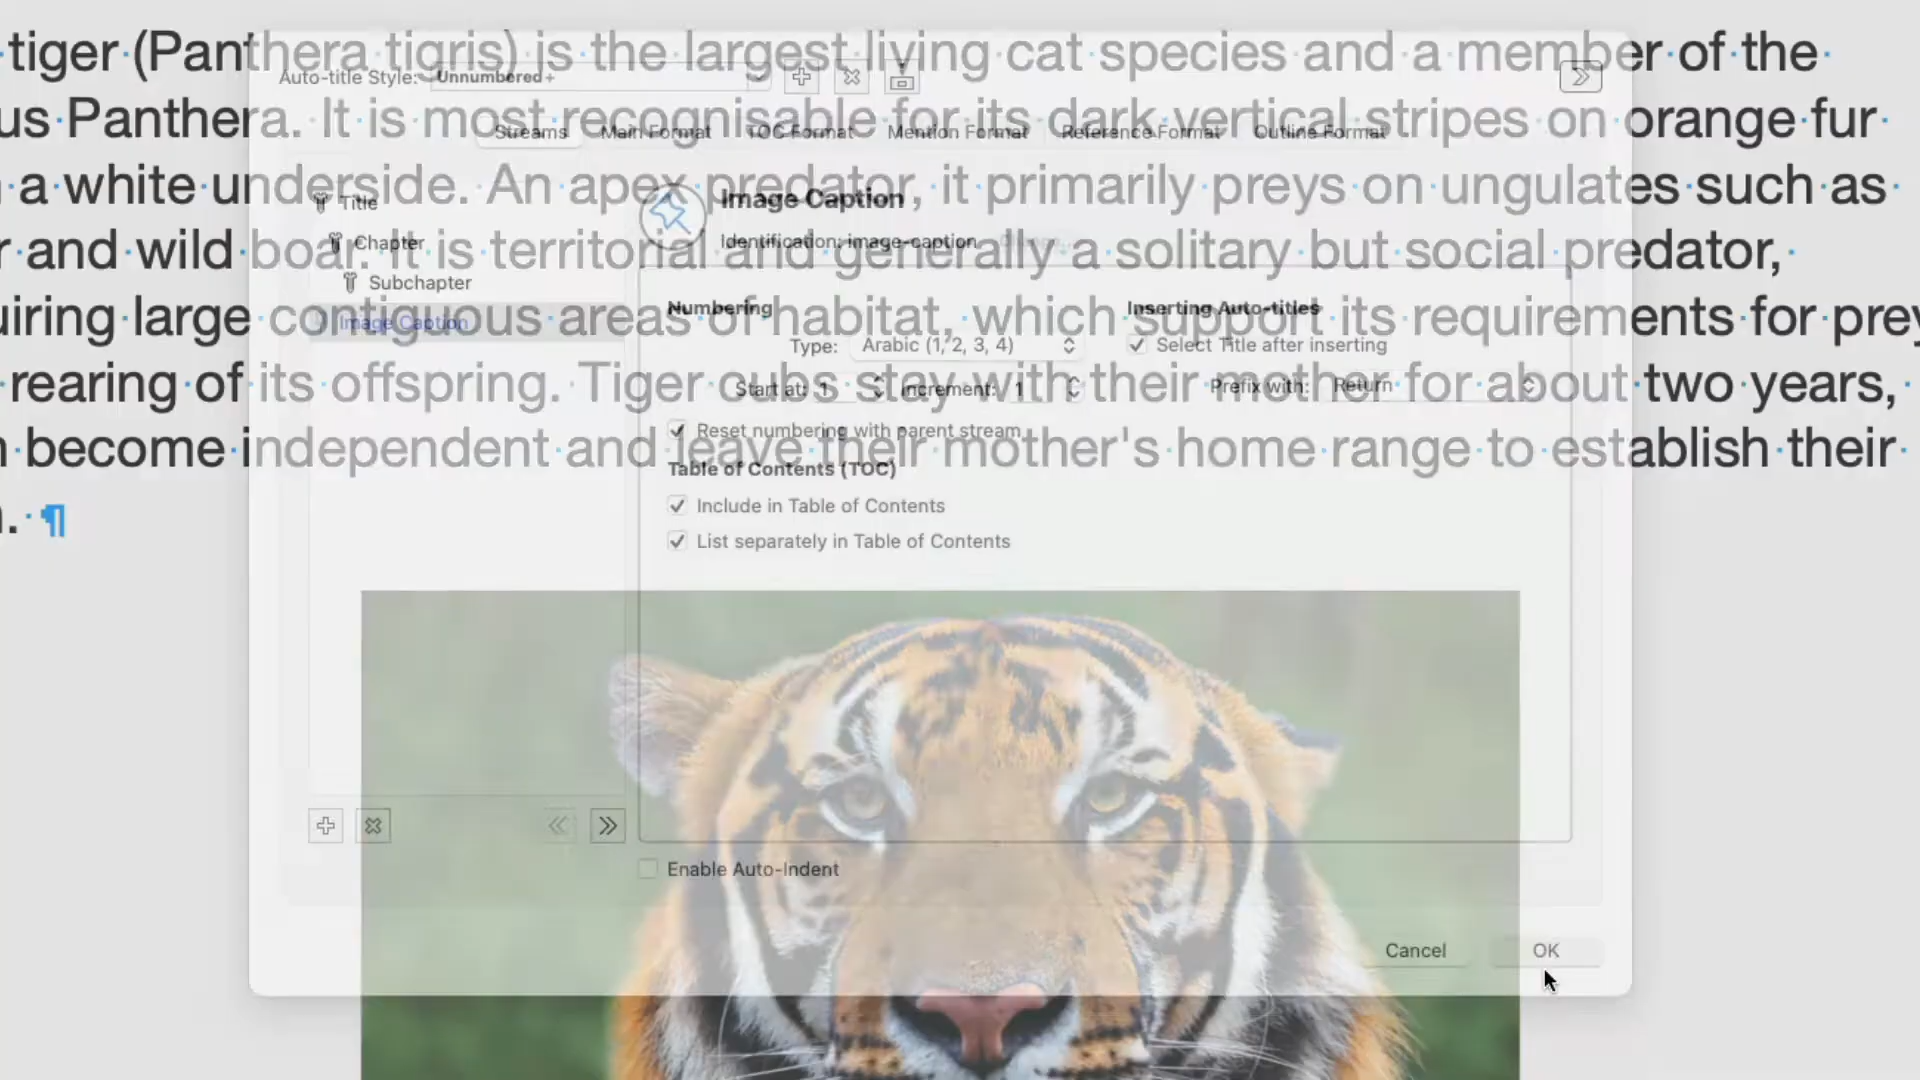 tiger (Panthera tigris) is the largest living cat species and a member of the
us Panthera. It is most recognisable for its dark vertical stripes on orange fur
a white underside. An apex predator, it primarily preys on ungulates such as
r and wild boar. It is territorial and generally a solitary but social predator,
uiring large contiguous areas of habitat, which support its requirements for prey
rearing of its offspring. Tiger cubs stay with their mother for about two years,
n become independent and leave their mother's home range to establish their
. ¶
Auto-title Style: Unnumbered+
Streams Main Format TOC Format Mention Format Reference Format Outline Format
Title
Chapter
Subchapter
Image Caption
Image Caption
Identification: image-caption
Numbering
Type: Arabic (1, 2, 3, 4)
Start at: 1 Increment: 1
Reset numbering with parent stream
Table of Contents (TOC)
Include in Table of Contents
List separately in Table of Contents
Inserting Auto-titles
Select Title after inserting
Prefix with: Return
Enable Auto-Indent
Cancel OK